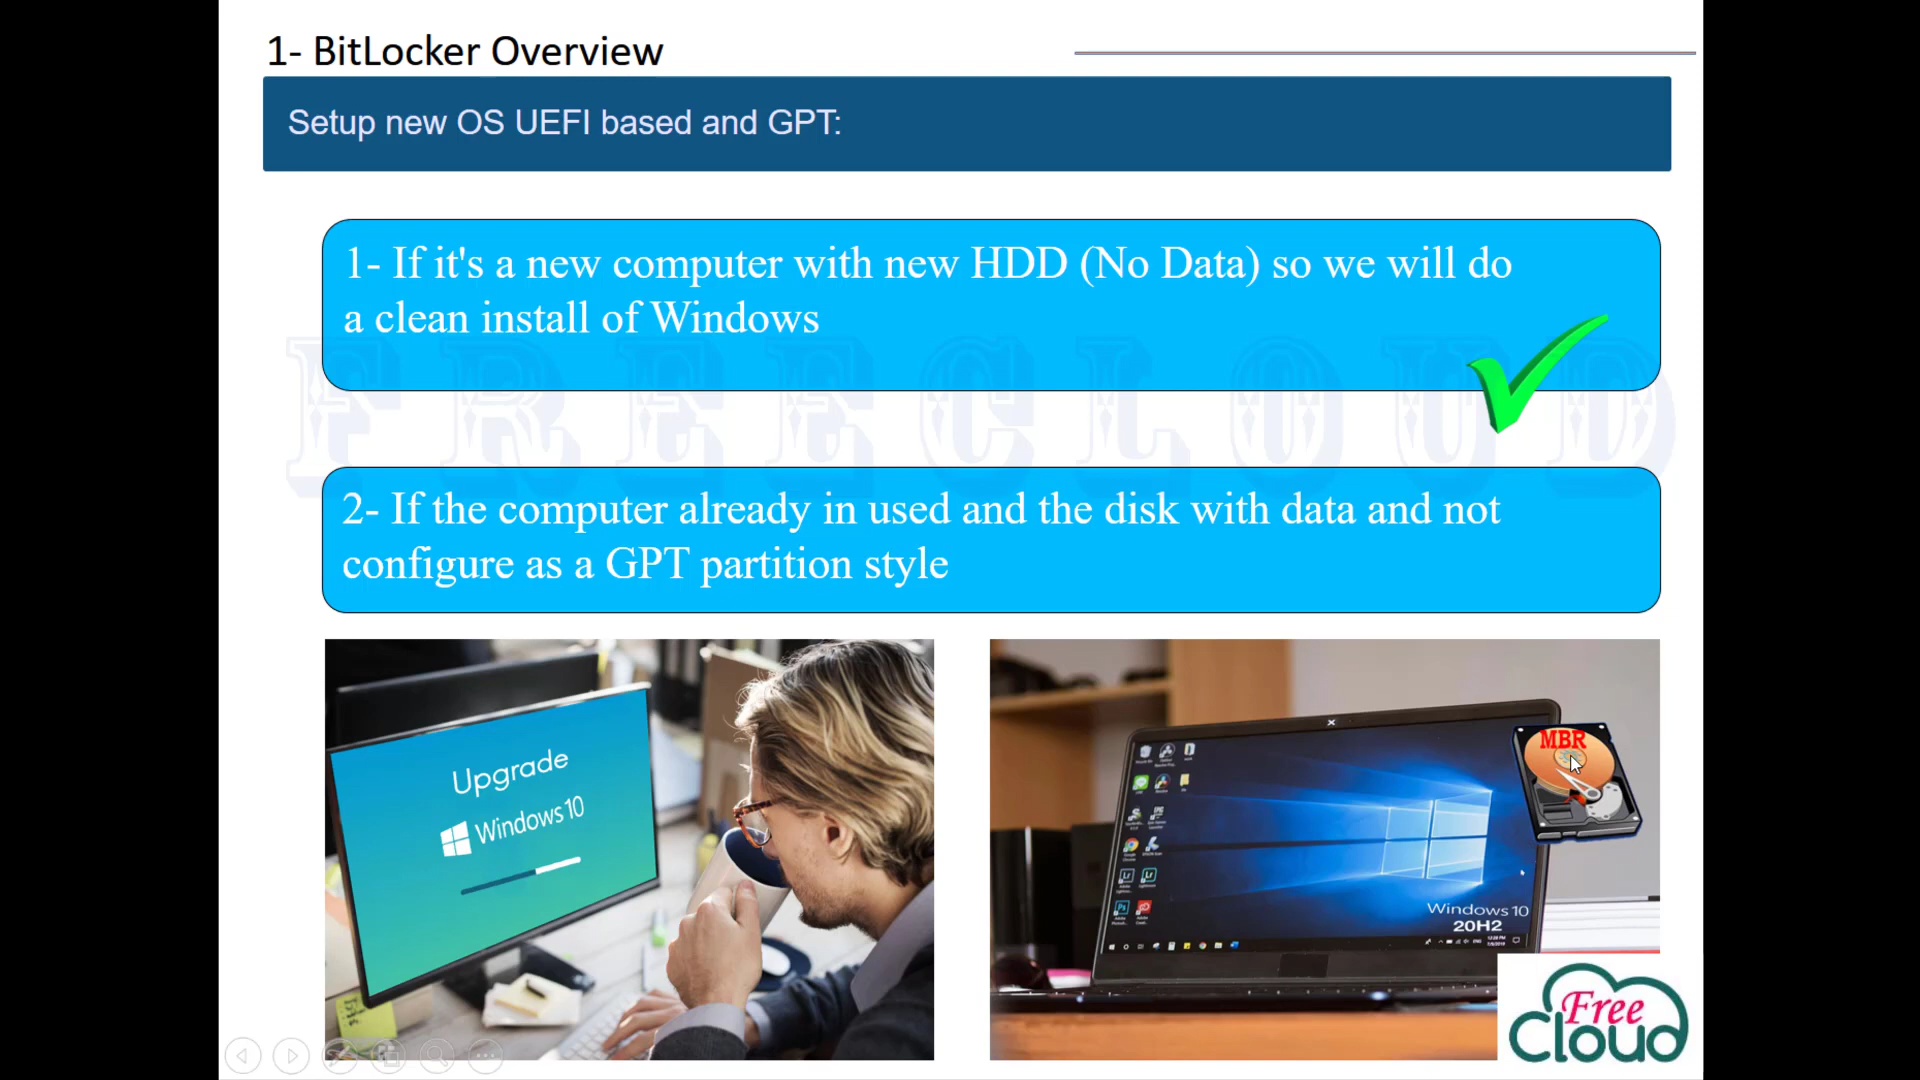 1- BitLocker Overview
Setup new OS UEFI based and GPT:
1- If it's a new computer with new HDD (No Data) so we will do
a clean install of Windows
FREECLOUD
2- If the computer already in used and the disk with data and not
configure as a GPT partition style
Upgrade
Windows 10
MBR
Windows 10
20H2
Free
Cloud